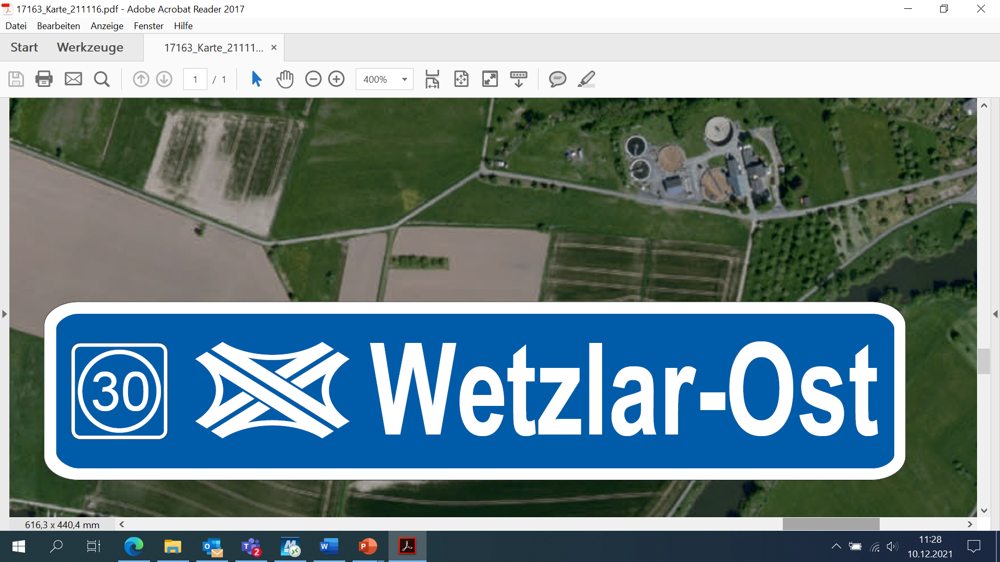 17163_Karte_211116.pdf - Adobe Acrobat Reader 2017
Datei Bearbeiten Anzeige Fenster Hilfe
Start Werkzeuge 17163_Karte_21111... ×
1 / 1 400%
30 Wetzlar-Ost
616,3 x 440,4 mm
11:28
10.12.2021
2